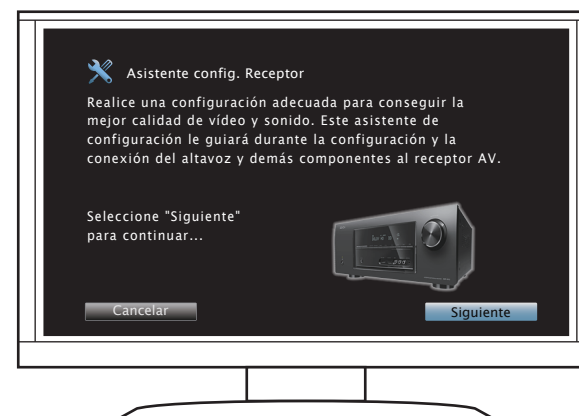 Asistente config. Receptor
Realice una configuración adecuada para conseguir la
mejor calidad de vídeo y sonido. Este asistente de
configuración le guiará durante la configuración y la
conexión del altavoz y demás componentes al receptor AV.
Seleccione "Siguiente"
para continuar...
Cancelar
Siguiente